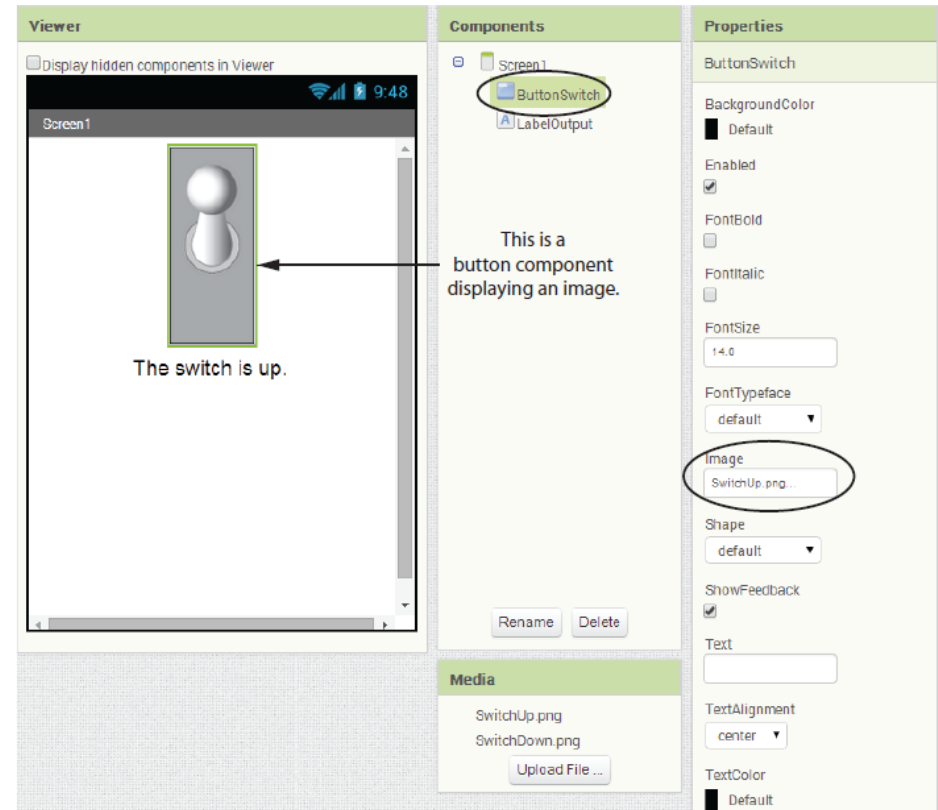 Viewer
Display hidden components in Viewer
9:48
Screen1
The switch is up.
Components
Screen1
ButtonSwitch
LabelOutput
This is a
button component
displaying an image.
Rename Delete
Media
SwitchUp.png
SwitchDown.png
Upload File ...
Properties
ButtonSwitch
BackgroundColor
Default
Enabled
FontBold
FontItalic
FontSize
14.0
FontTypeface
default
Image
SwitchUp.png...
Shape
default
ShowFeedback
Text
TextAlignment
center
TextColor
Default